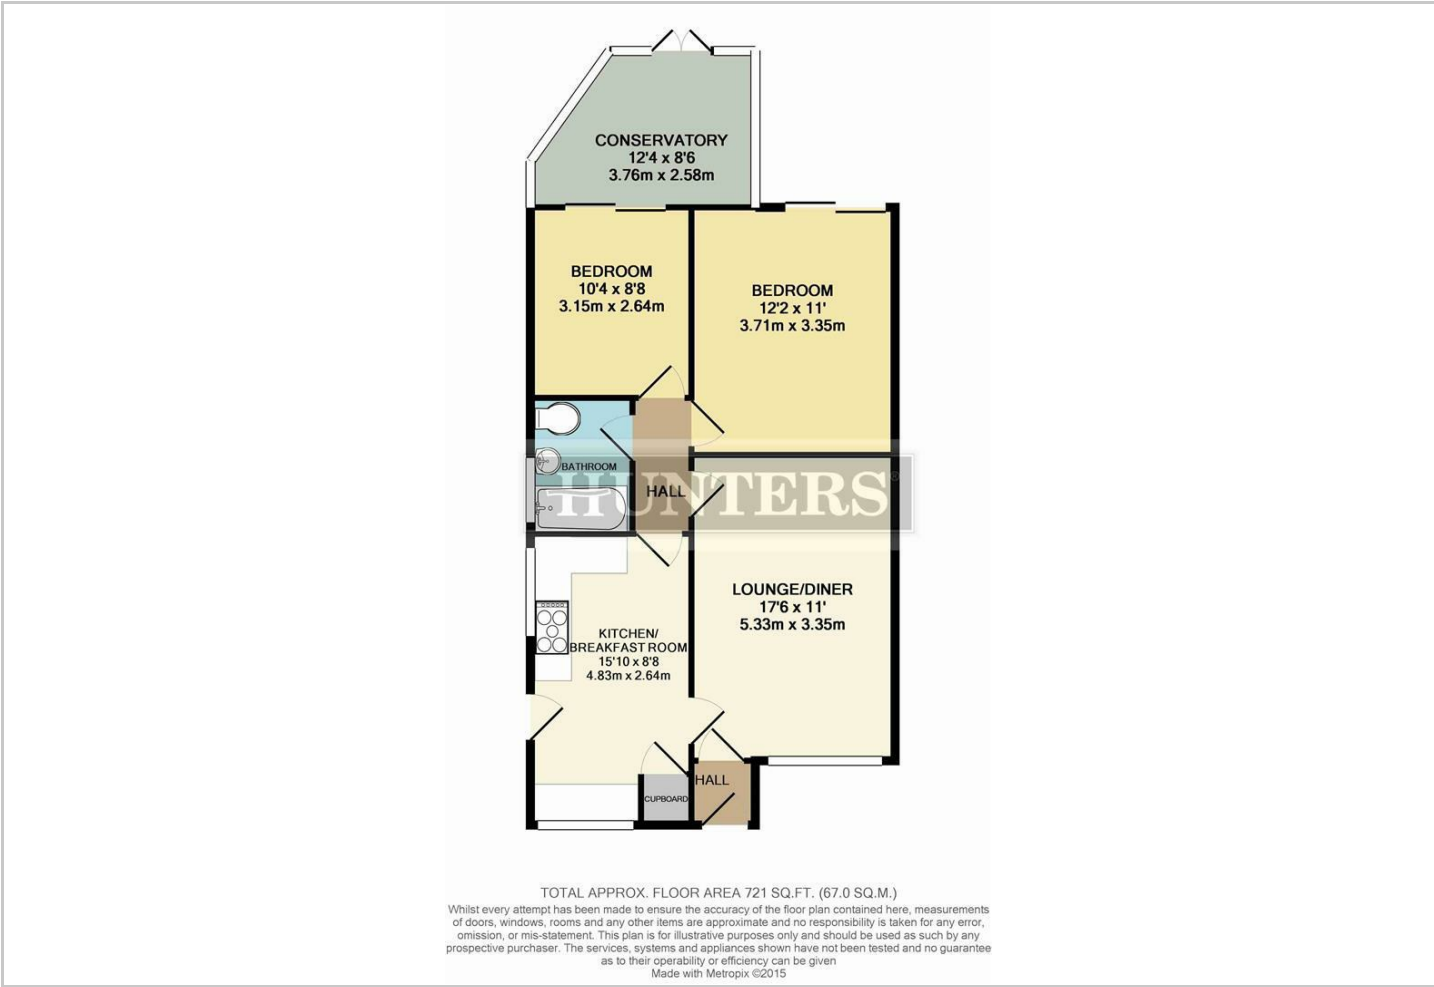 CONSERVATORY
12'4 x 8'6
3.76m x 2.58m
BEDROOM
10'4 x 8'8
3.15m x 2.64m
BEDROOM
12'2 x 11'
3.71m x 3.35m
BATHROOM
HALL
HUNTERS®
LOUNGE/DINER
17'6 x 11'
5.33m x 3.35m
KITCHEN/
BREAKFAST ROOM
15'10 x 8'8
4.83m x 2.64m
HALL
CUPBOARD
TOTAL APPROX. FLOOR AREA 721 SQ.FT. (67.0 SQ.M.)
Whilst every attempt has been made to ensure the accuracy of the floor plan contained here, measurements
of doors, windows, rooms and any other items are approximate and no responsibility is taken for any error,
omission, or mis-statement. This plan is for illustrative purposes only and should be used as such by any
prospective purchaser. The services, systems and appliances shown have not been tested and no guarantee
as to their operability or efficiency can be given
Made with Metropix ©2015